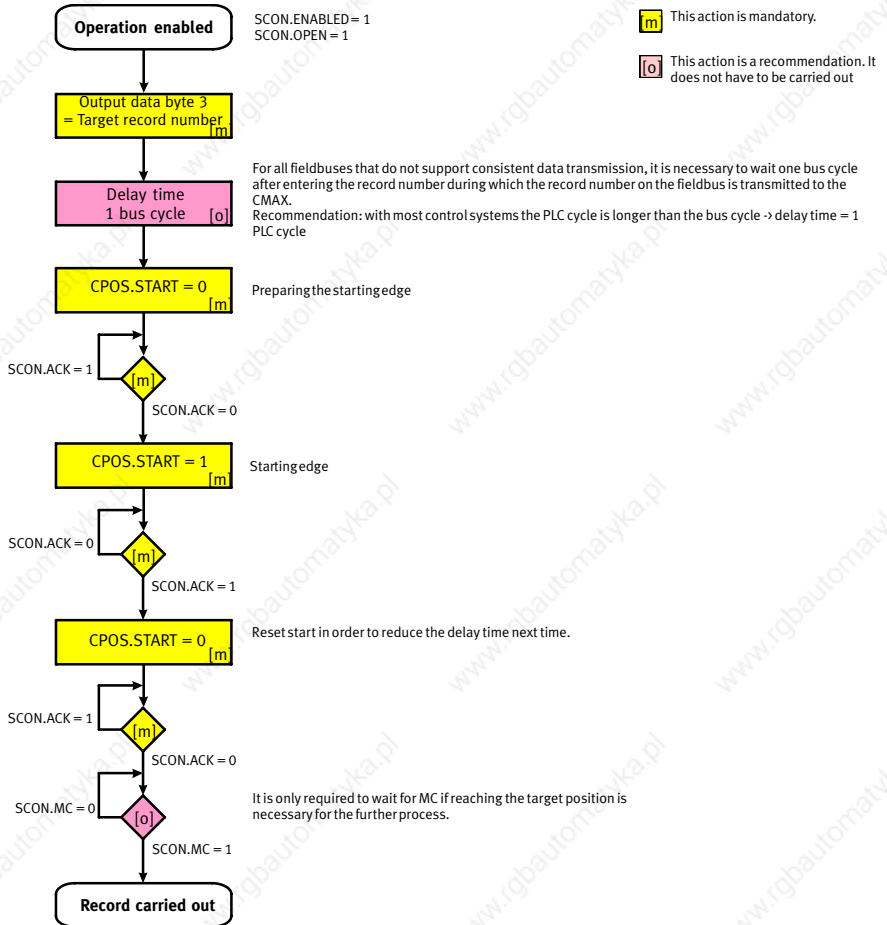 Operation enabled
SCON.ENABLED = 1
SCON.OPEN = 1
[m] This action is mandatory.
[o] This action is a recommendation. It
does not have to be carried out
Output data byte 3
= Target record number
[m]
For all fieldbuses that do not support consistent data transmission, it is necessary to wait one bus cycle
after entering the record number during which the record number on the fieldbus is transmitted to the
CMAX.
Recommendation: with most control systems the PLC cycle is longer than the bus cycle -> delay time = 1
PLC cycle
Delay time
1 bus cycle [o]
CPOS.START = 0
[m]
Preparing the starting edge
SCON.ACK = 1
[m]
SCON.ACK = 0
CPOS.START = 1
[m]
Starting edge
SCON.ACK = 0
[m]
SCON.ACK = 1
CPOS.START = 0
[m]
Reset start in order to reduce the delay time next time.
SCON.ACK = 1
[m]
SCON.ACK = 0
SCON.MC = 0
[o]
It is only required to wait for MC if reaching the target position is
necessary for the further process.
SCON.MC = 1
Record carried out
www.rgbautomatyka.pl